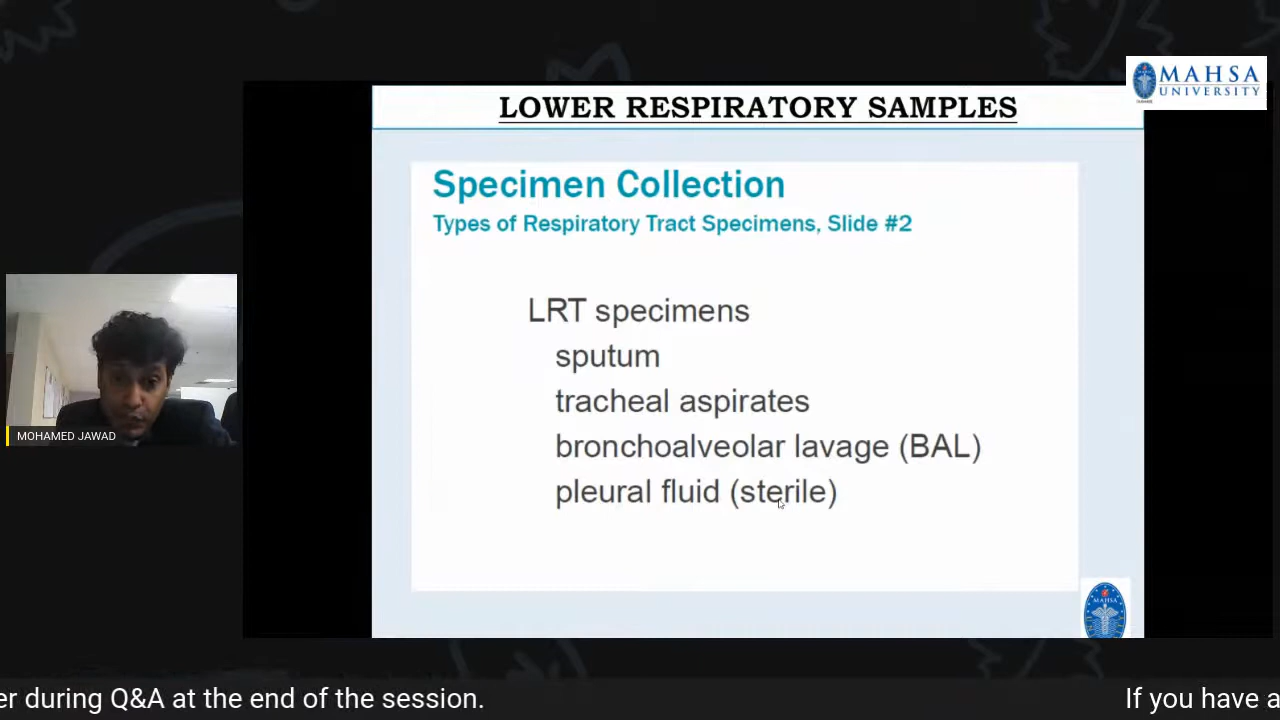 MAHSA
UNIVERSITY
LOWER RESPIRATORY SAMPLES
Specimen Collection
Types of Respiratory Tract Specimens, Slide #2
LRT specimens
sputum
tracheal aspirates
bronchoalveolar lavage (BAL)
pleural fluid (sterile)
MOHAMED JAWAD
MAHSA
er during Q&A at the end of the session.
If you have a